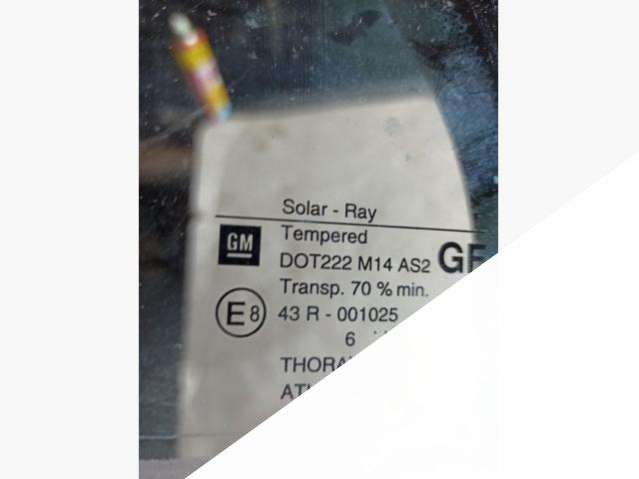 Solar - Ray
GM
Tempered
DOT222 M14 AS2
Transp. 70 % min.
E8
43 R - 001025
6